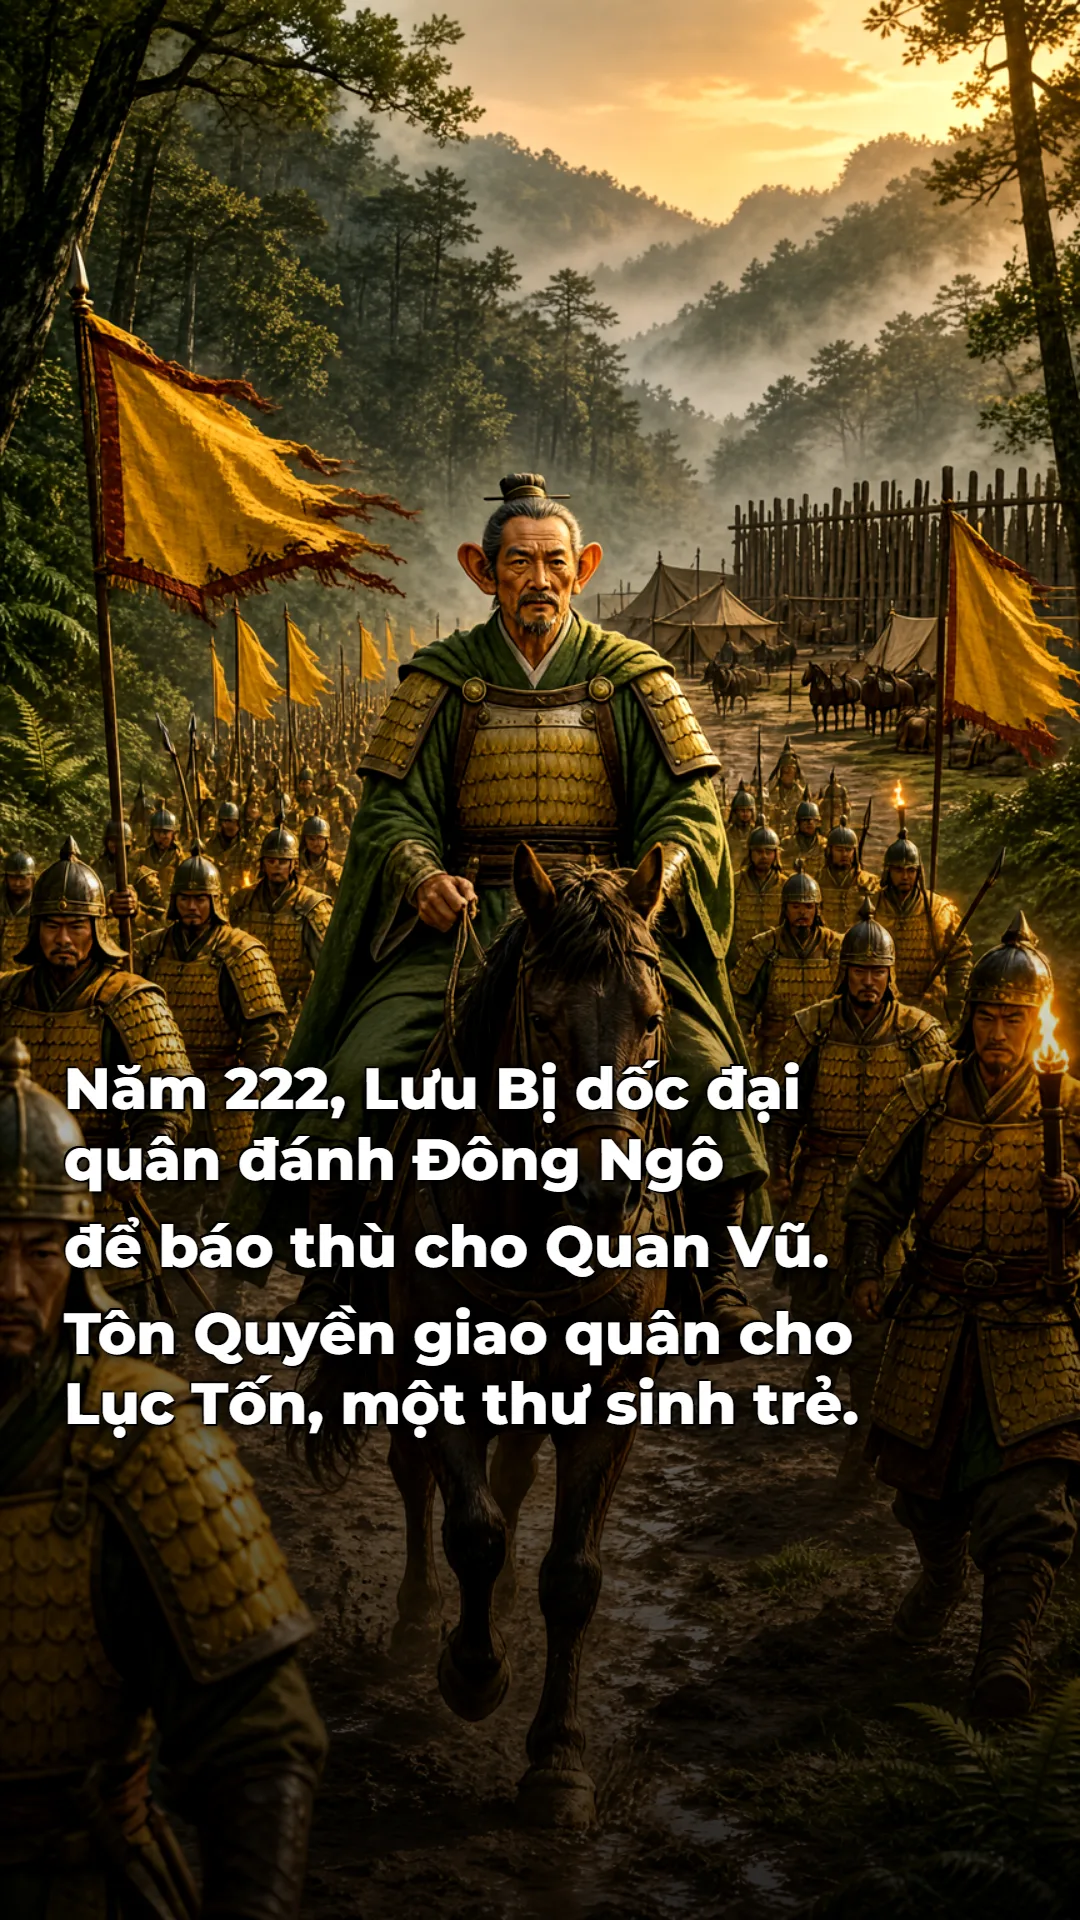 Năm 222, Lưu Bị dốc đại
quân đánh Đông Ngô
để báo thù cho Quan Vũ.
Tôn Quyền giao quân cho
Lục Tốn, một thư sinh trẻ.